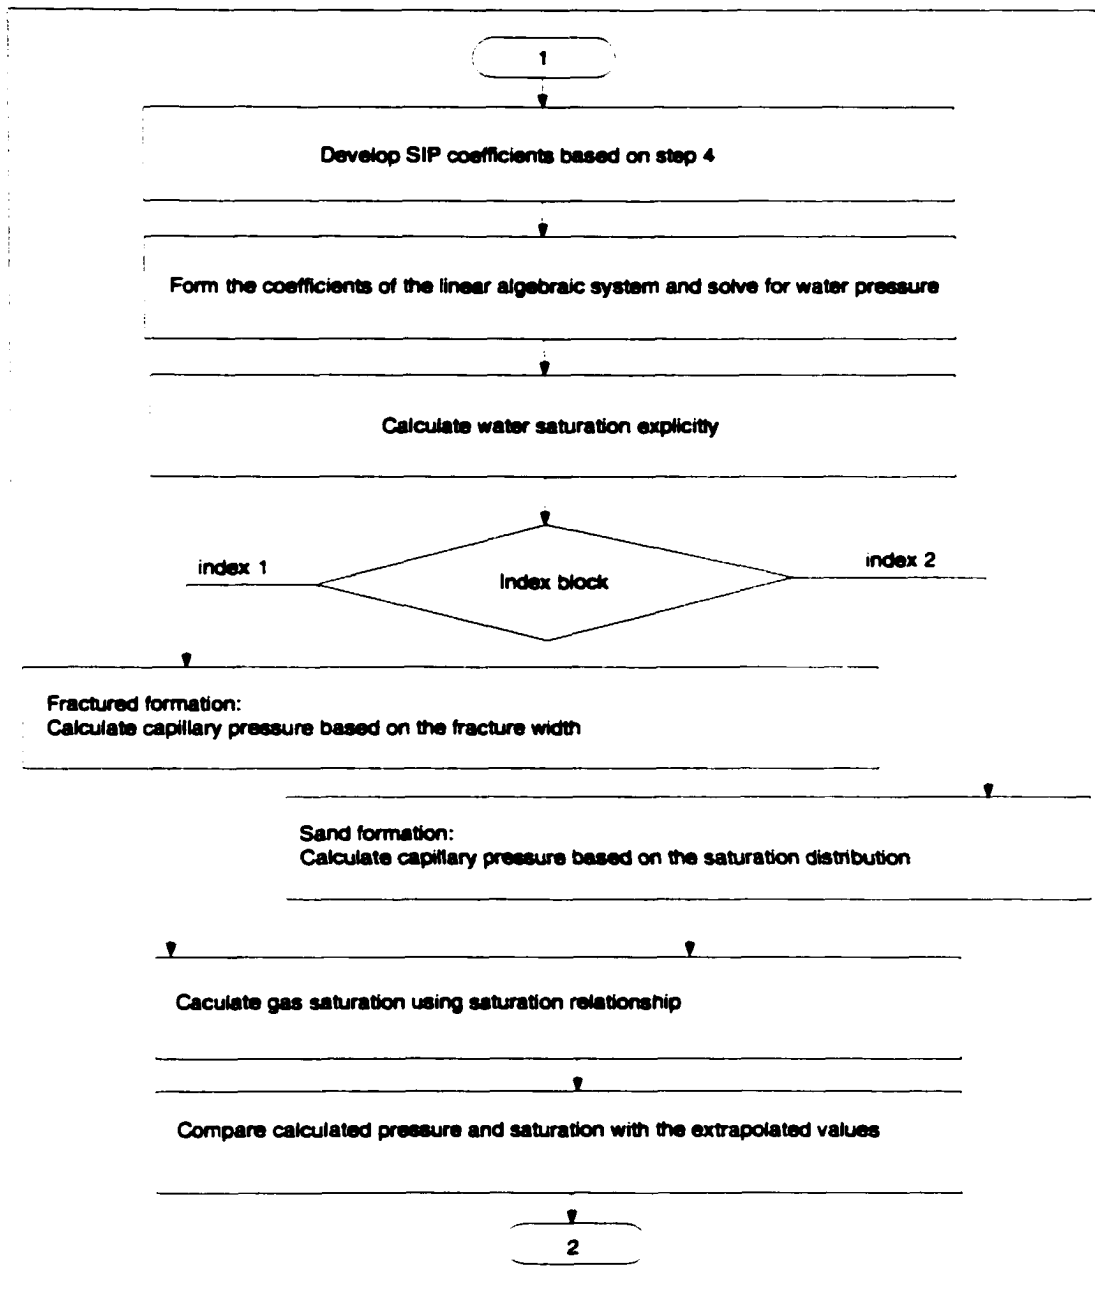 1
Develop SIP coefficients based on step 4
Form the coefficients of the linear algebraic system and solve for water pressure
Calculate water saturation explicitly
index 1
index 2
Index block
Fractured formation:
Calculate capillary pressure based on the fracture width
Sand formation:
Calculate capillary pressure based on the saturation distribution
Caculate gas saturation using saturation relationship
Compare calculated pressure and saturation with the extrapolated values
2